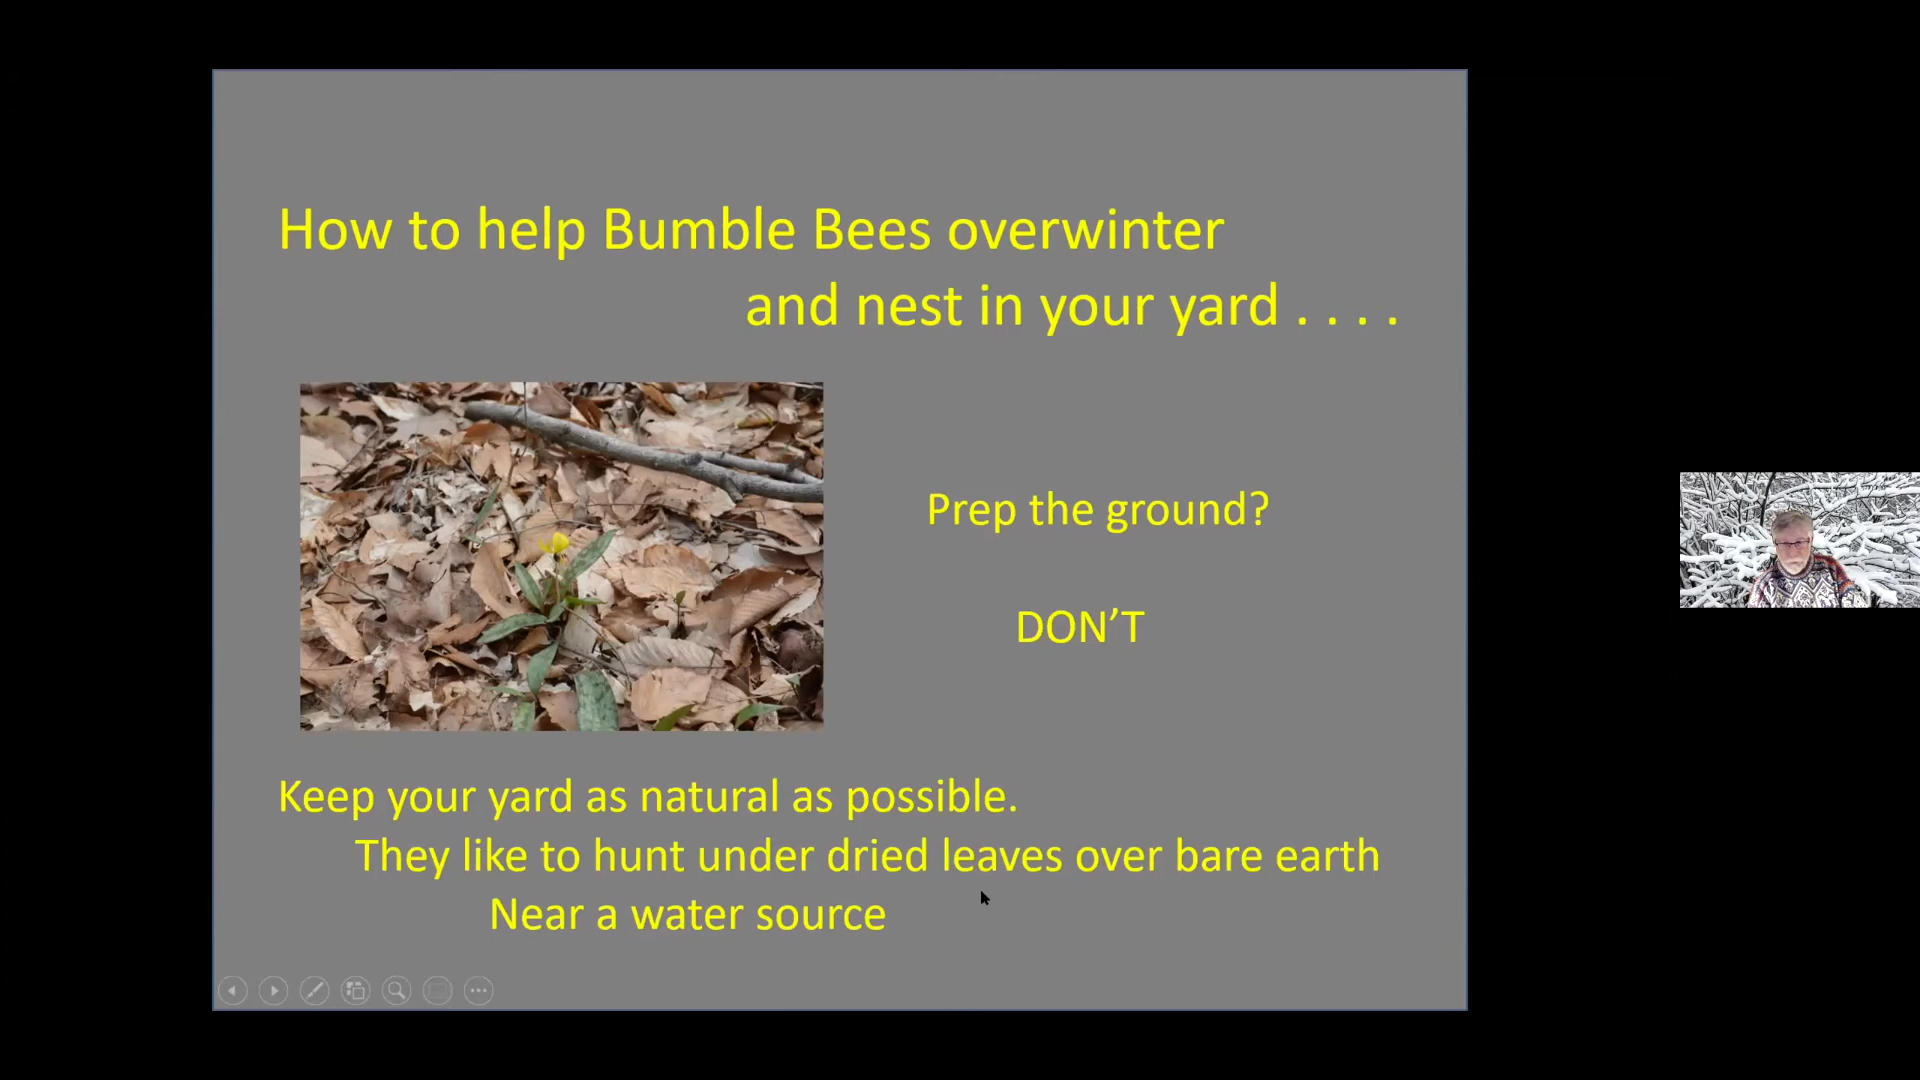 How to help Bumble Bees overwinter
and nest in your yard . . . .
Prep the ground?
DON’T
Keep your yard as natural as possible.
They like to hunt under dried leaves over bare earth
Near a water source